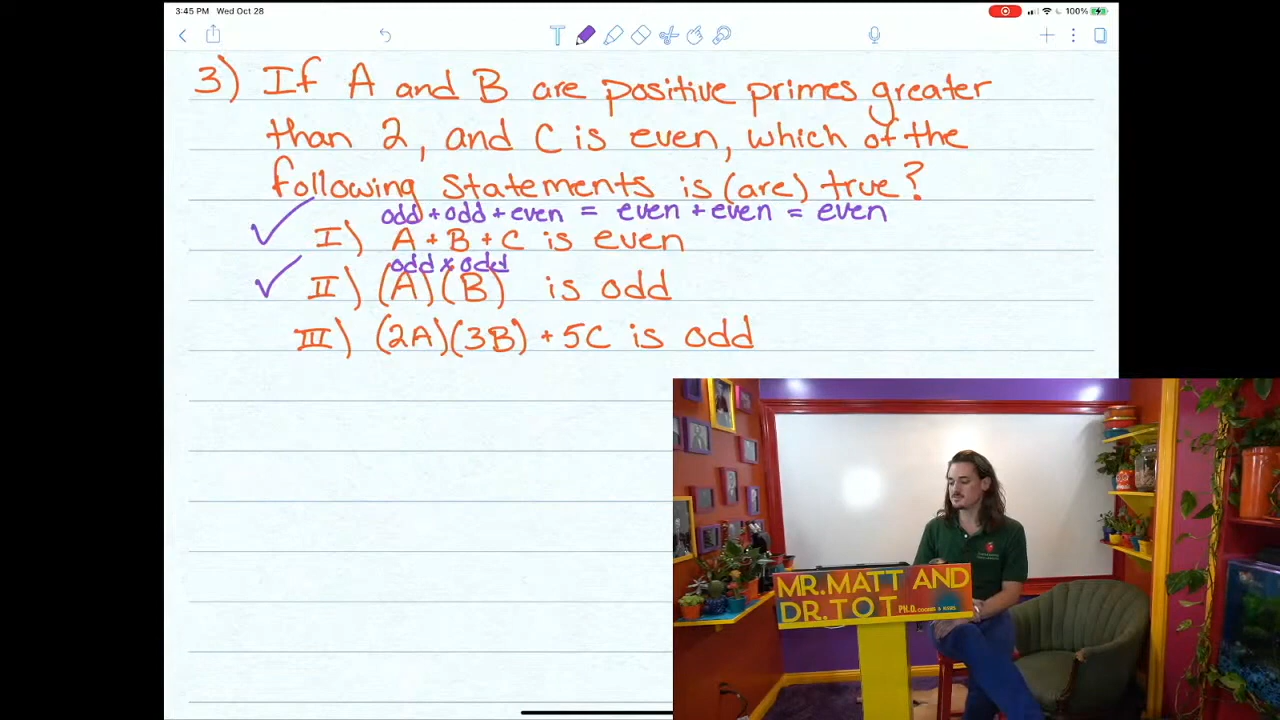 3:45 PM Wed Oct 28
100%
T
3) If A and B are positive primes greater
than 2, and C is even, which of the
following statements is (are) true?
odd + odd + even = even + even = even
I) A + B + C is even
odd x odd
II) (A)(B) is odd
III) (2A)(3B) + 5C is odd
MR. MATT AND
DR. TOT PH.D.